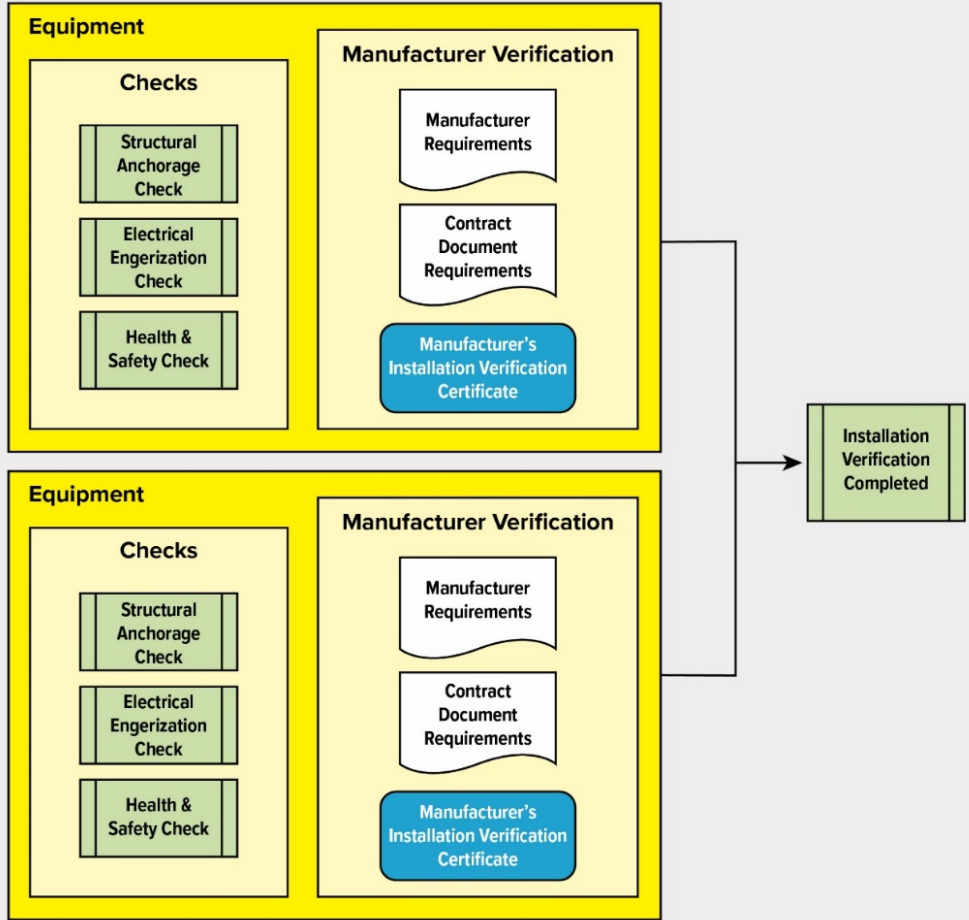 Equipment
Checks
Structural
Anchorage
Check
Electrical
Engerization
Check
Health &
Safety Check
Manufacturer Verification
Manufacturer
Requirements
Contract
Document
Requirements
Manufacturer's
Installation Verification
Certificate
Equipment
Checks
Structural
Anchorage
Check
Electrical
Engerization
Check
Health &
Safety Check
Manufacturer Verification
Manufacturer
Requirements
Contract
Document
Requirements
Manufacturer's
Installation Verification
Certificate
Installation
Verification
Completed